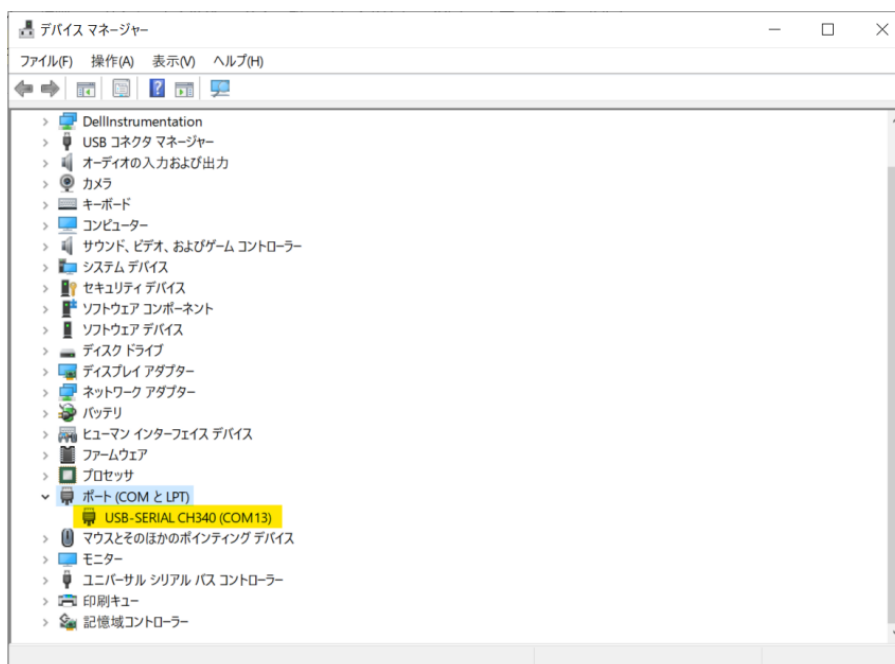 デバイス マネージャー
ファイル(F) 操作(A) 表示(V) ヘルプ(H)
DellInstrumentation
USB コネクタ マネージャー
オーディオの入力および出力
カメラ
キーボード
コンピューター
サウンド、ビデオ、およびゲーム コントローラー
システム デバイス
セキュリティ デバイス
ソフトウェア コンポーネント
ソフトウェア デバイス
ディスク ドライブ
ディスプレイ アダプター
ネットワーク アダプター
バッテリ
ヒューマン インターフェイス デバイス
ファームウェア
プロセッサ
ポート (COM と LPT)
USB-SERIAL CH340 (COM13)
マウスとそのほかのポインティング デバイス
モニター
ユニバーサル シリアル バス コントローラー
印刷キュー
記憶域コントローラー